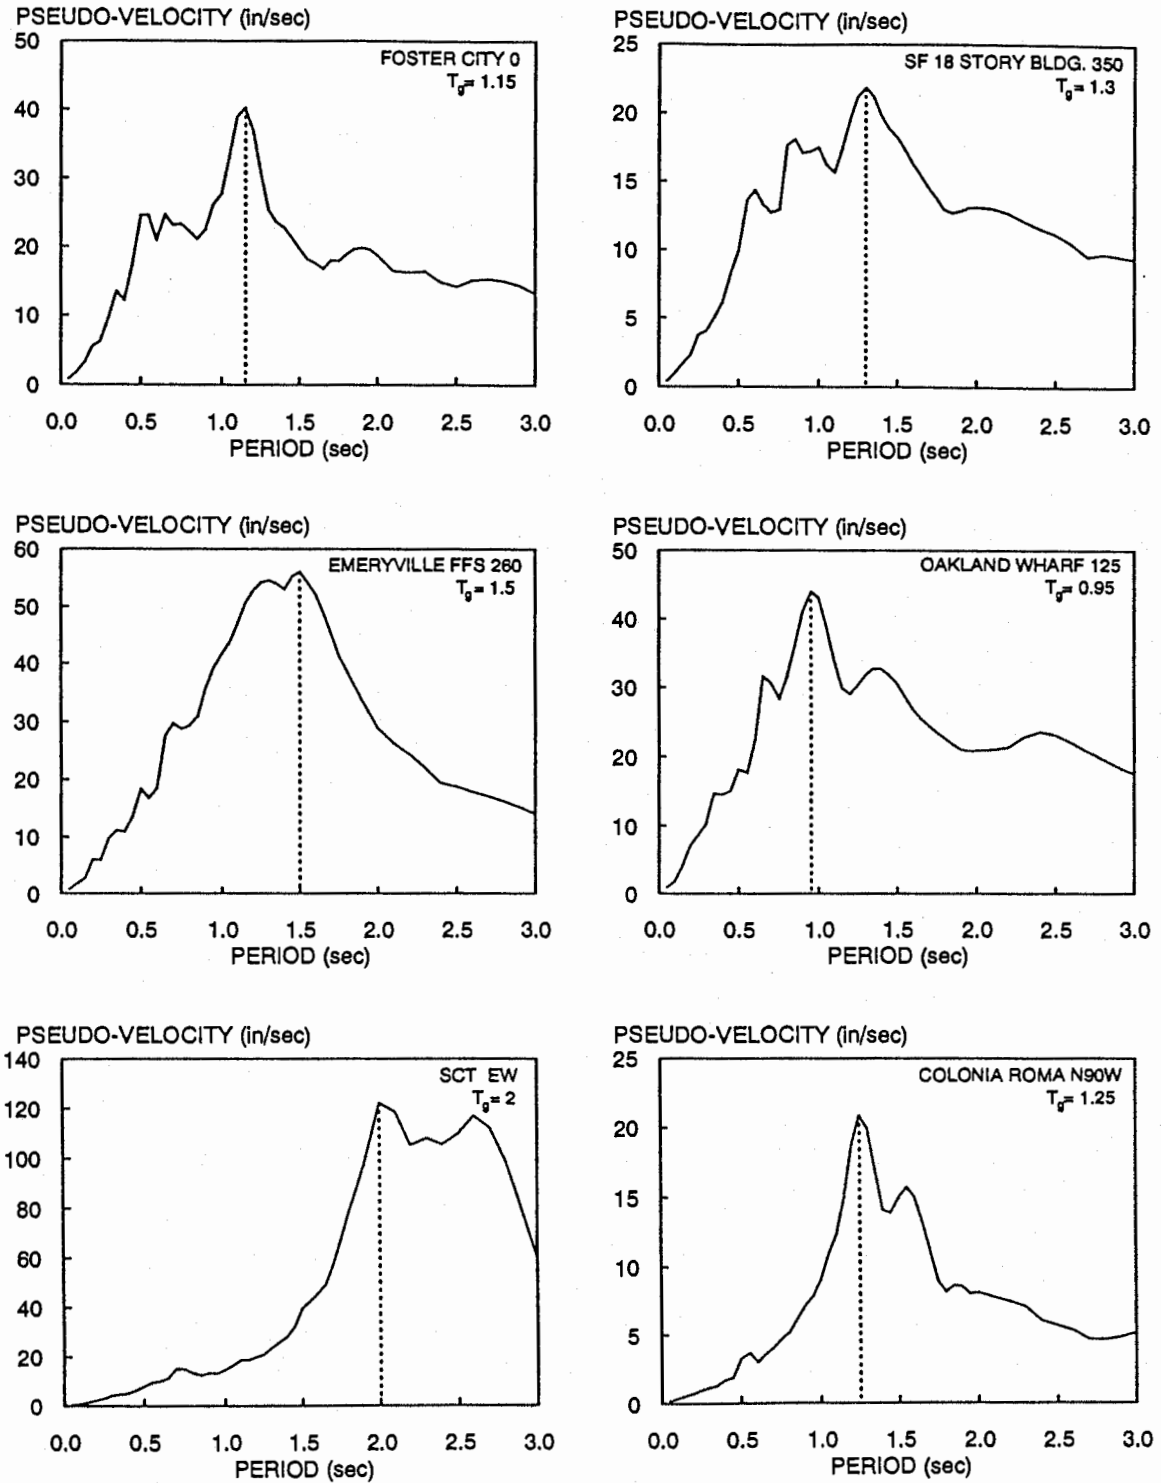 PSEUDO-VELOCITY (in/sec)
50
40
30
20
10
0
FOSTER CITY 0
Tg= 1.15
0.0 0.5 1.0 1.5 2.0 2.5 3.0
PERIOD (sec)
PSEUDO-VELOCITY (in/sec)
25
20
15
10
5
0
SF 18 STORY BLDG. 350
Tg= 1.3
0.0 0.5 1.0 1.5 2.0 2.5 3.0
PERIOD (sec)
PSEUDO-VELOCITY (in/sec)
60
50
40
30
20
10
0
EMERYVILLE FFS 260
Tg= 1.5
0.0 0.5 1.0 1.5 2.0 2.5 3.0
PERIOD (sec)
PSEUDO-VELOCITY (in/sec)
50
40
30
20
10
0
OAKLAND WHARF 125
Tg= 0.95
0.0 0.5 1.0 1.5 2.0 2.5 3.0
PERIOD (sec)
PSEUDO-VELOCITY (in/sec)
140
120
100
80
60
40
20
0
SCT EW
Tg= 2
0.0 0.5 1.0 1.5 2.0 2.5 3.0
PERIOD (sec)
PSEUDO-VELOCITY (in/sec)
25
20
15
10
5
0
COLONIA ROMA N90W
Tg= 1.25
0.0 0.5 1.0 1.5 2.0 2.5 3.0
PERIOD (sec)